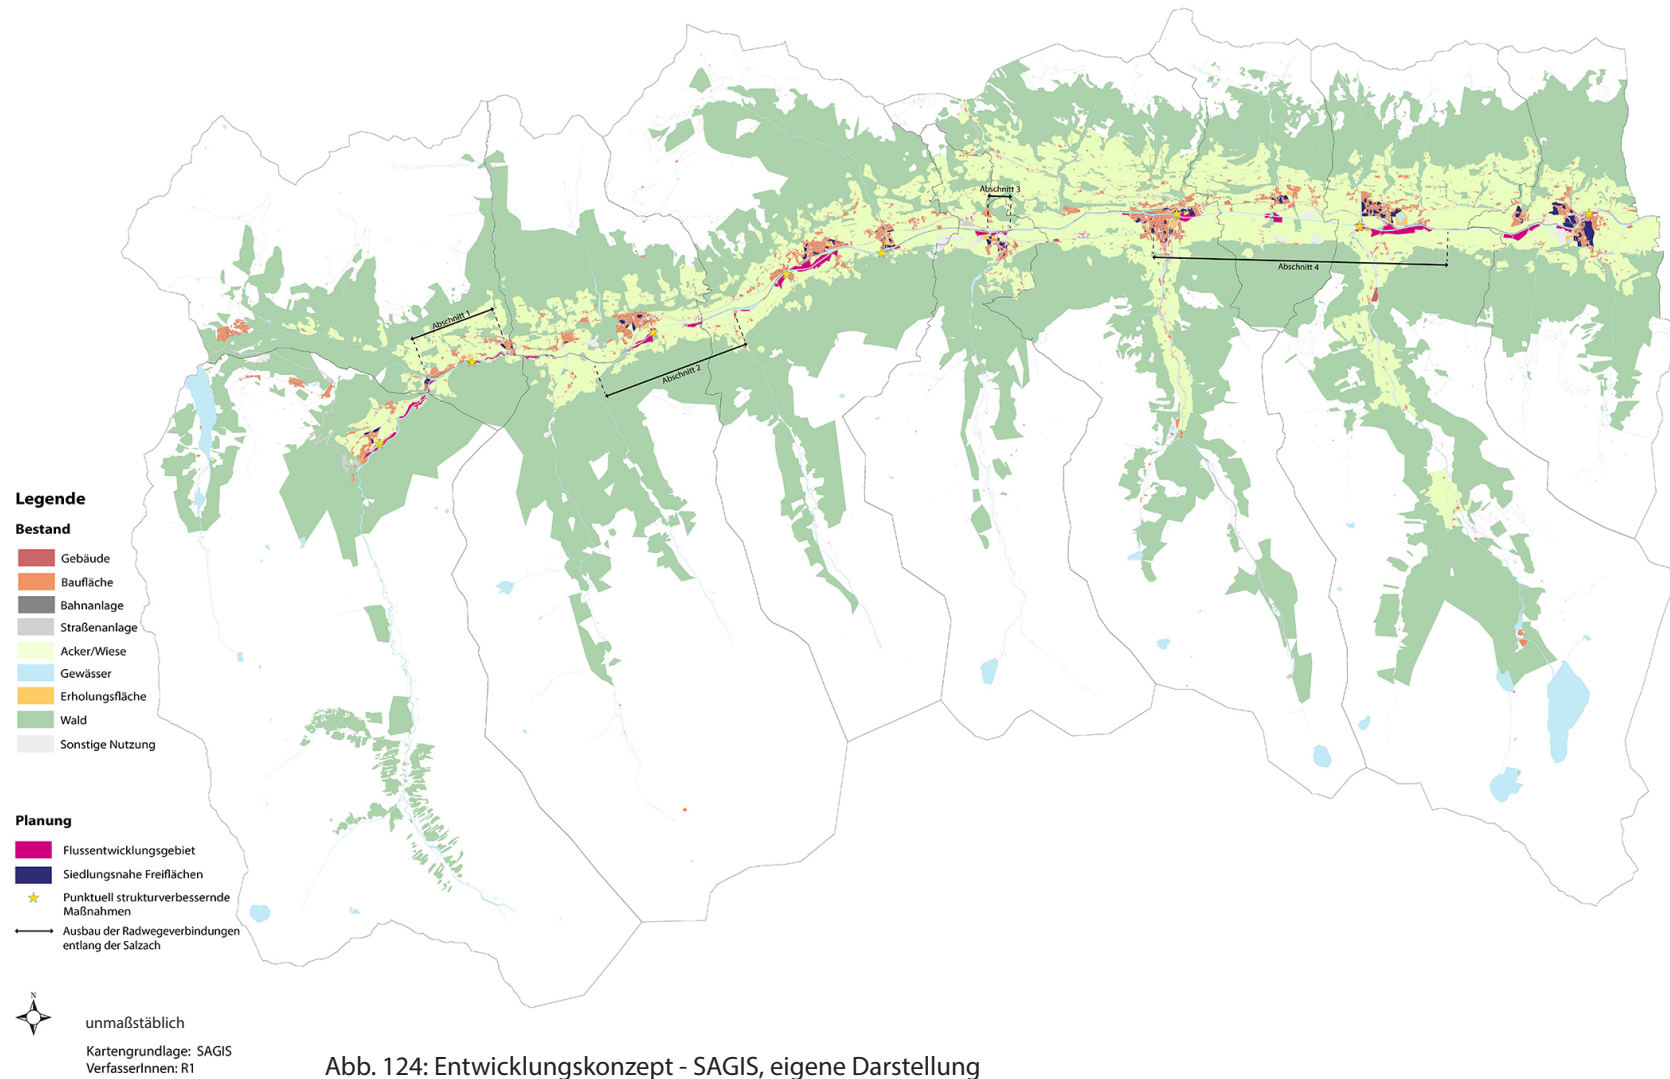 Abschnitt 1
Abschnitt 2
Abschnitt 3
Abschnitt 4
Legende
Bestand
Gebäude
Baufläche
Bahnanlage
Straßenanlage
Acker/Wiese
Gewässer
Erholungsfläche
Wald
Sonstige Nutzung
Planung
Flussentwicklungsgebiet
Siedlungsnahe Freiflächen
Punktuell strukturverbessernde
Maßnahmen
Ausbau der Radwegeverbindungen
entlang der Salzach
N
unmaßstäblich
Kartengrundlage: SAGIS
VerfasserInnen: R1
Abb. 124: Entwicklungskonzept - SAGIS, eigene Darstellung